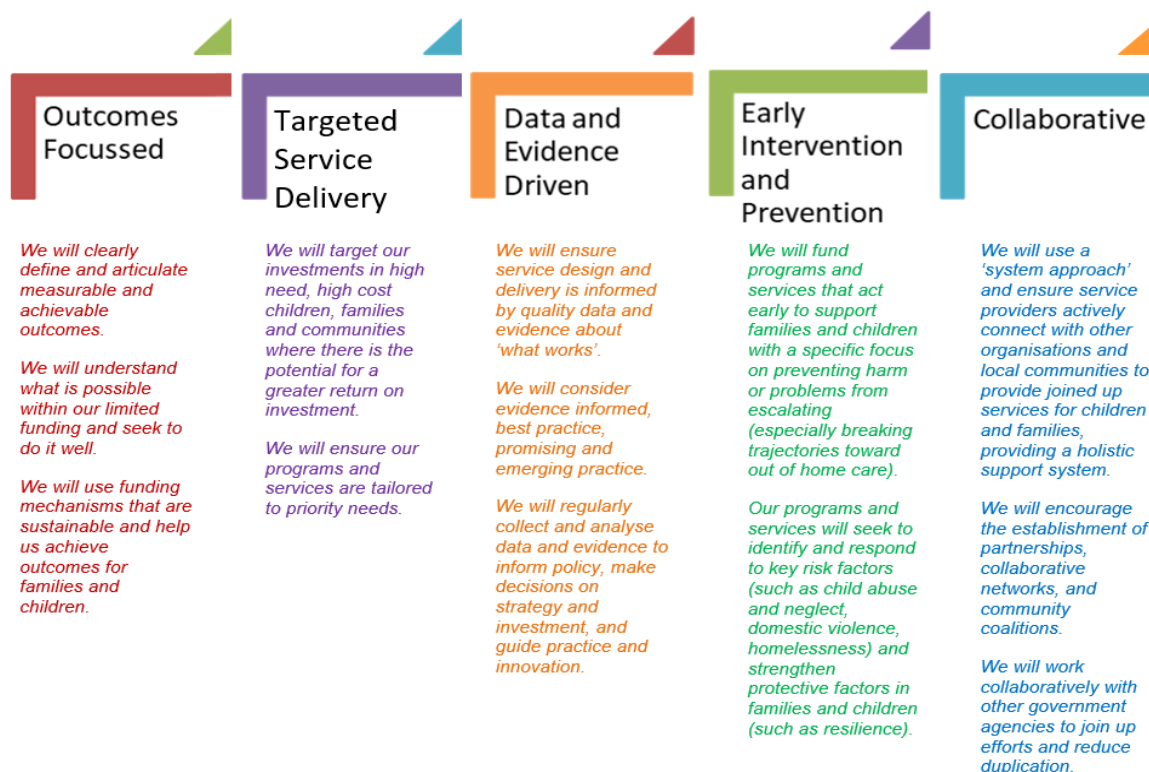 Outcomes
Focussed
We will clearly
define and articulate
measurable and
achievable
outcomes.
We will understand
what is possible
within our limited
funding and seek to
do it well.
We will use funding
mechanisms that are
sustainable and help
us achieve
outcomes for
families and
children.
Targeted
Service
Delivery
We will target our
investments in high
need, high cost
children, families
and communities
where there is the
potential for a
greater return on
investment.
We will ensure our
programs and
services are tailored
to priority needs.
Data and
Evidence
Driven
We will ensure
service design and
delivery is informed
by quality data and
evidence about
‘what works’.
We will consider
evidence informed,
best practice,
promising and
emerging practice.
We will regularly
collect and analyse
data and evidence to
inform policy, make
decisions on
strategy and
investment, and
guide practice and
innovation.
Early
Intervention
and
Prevention
We will fund
programs and
services that act
early to support
families and children
with a specific focus
on preventing harm
or problems from
escalating
(especially breaking
trajectories toward
out of home care).
Our programs and
services will seek to
identify and respond
to key risk factors
(such as child abuse
and neglect,
domestic violence,
homelessness) and
strengthen
protective factors in
families and children
(such as resilience).
Collaborative
We will use a
‘system approach’
and ensure service
providers actively
connect with other
organisations and
local communities to
provide joined up
services for children
and families,
providing a holistic
support system.
We will encourage
the establishment of
partnerships,
collaborative
networks, and
community
coalitions.
We will work
collaboratively with
other government
agencies to join up
efforts and reduce
duplication.